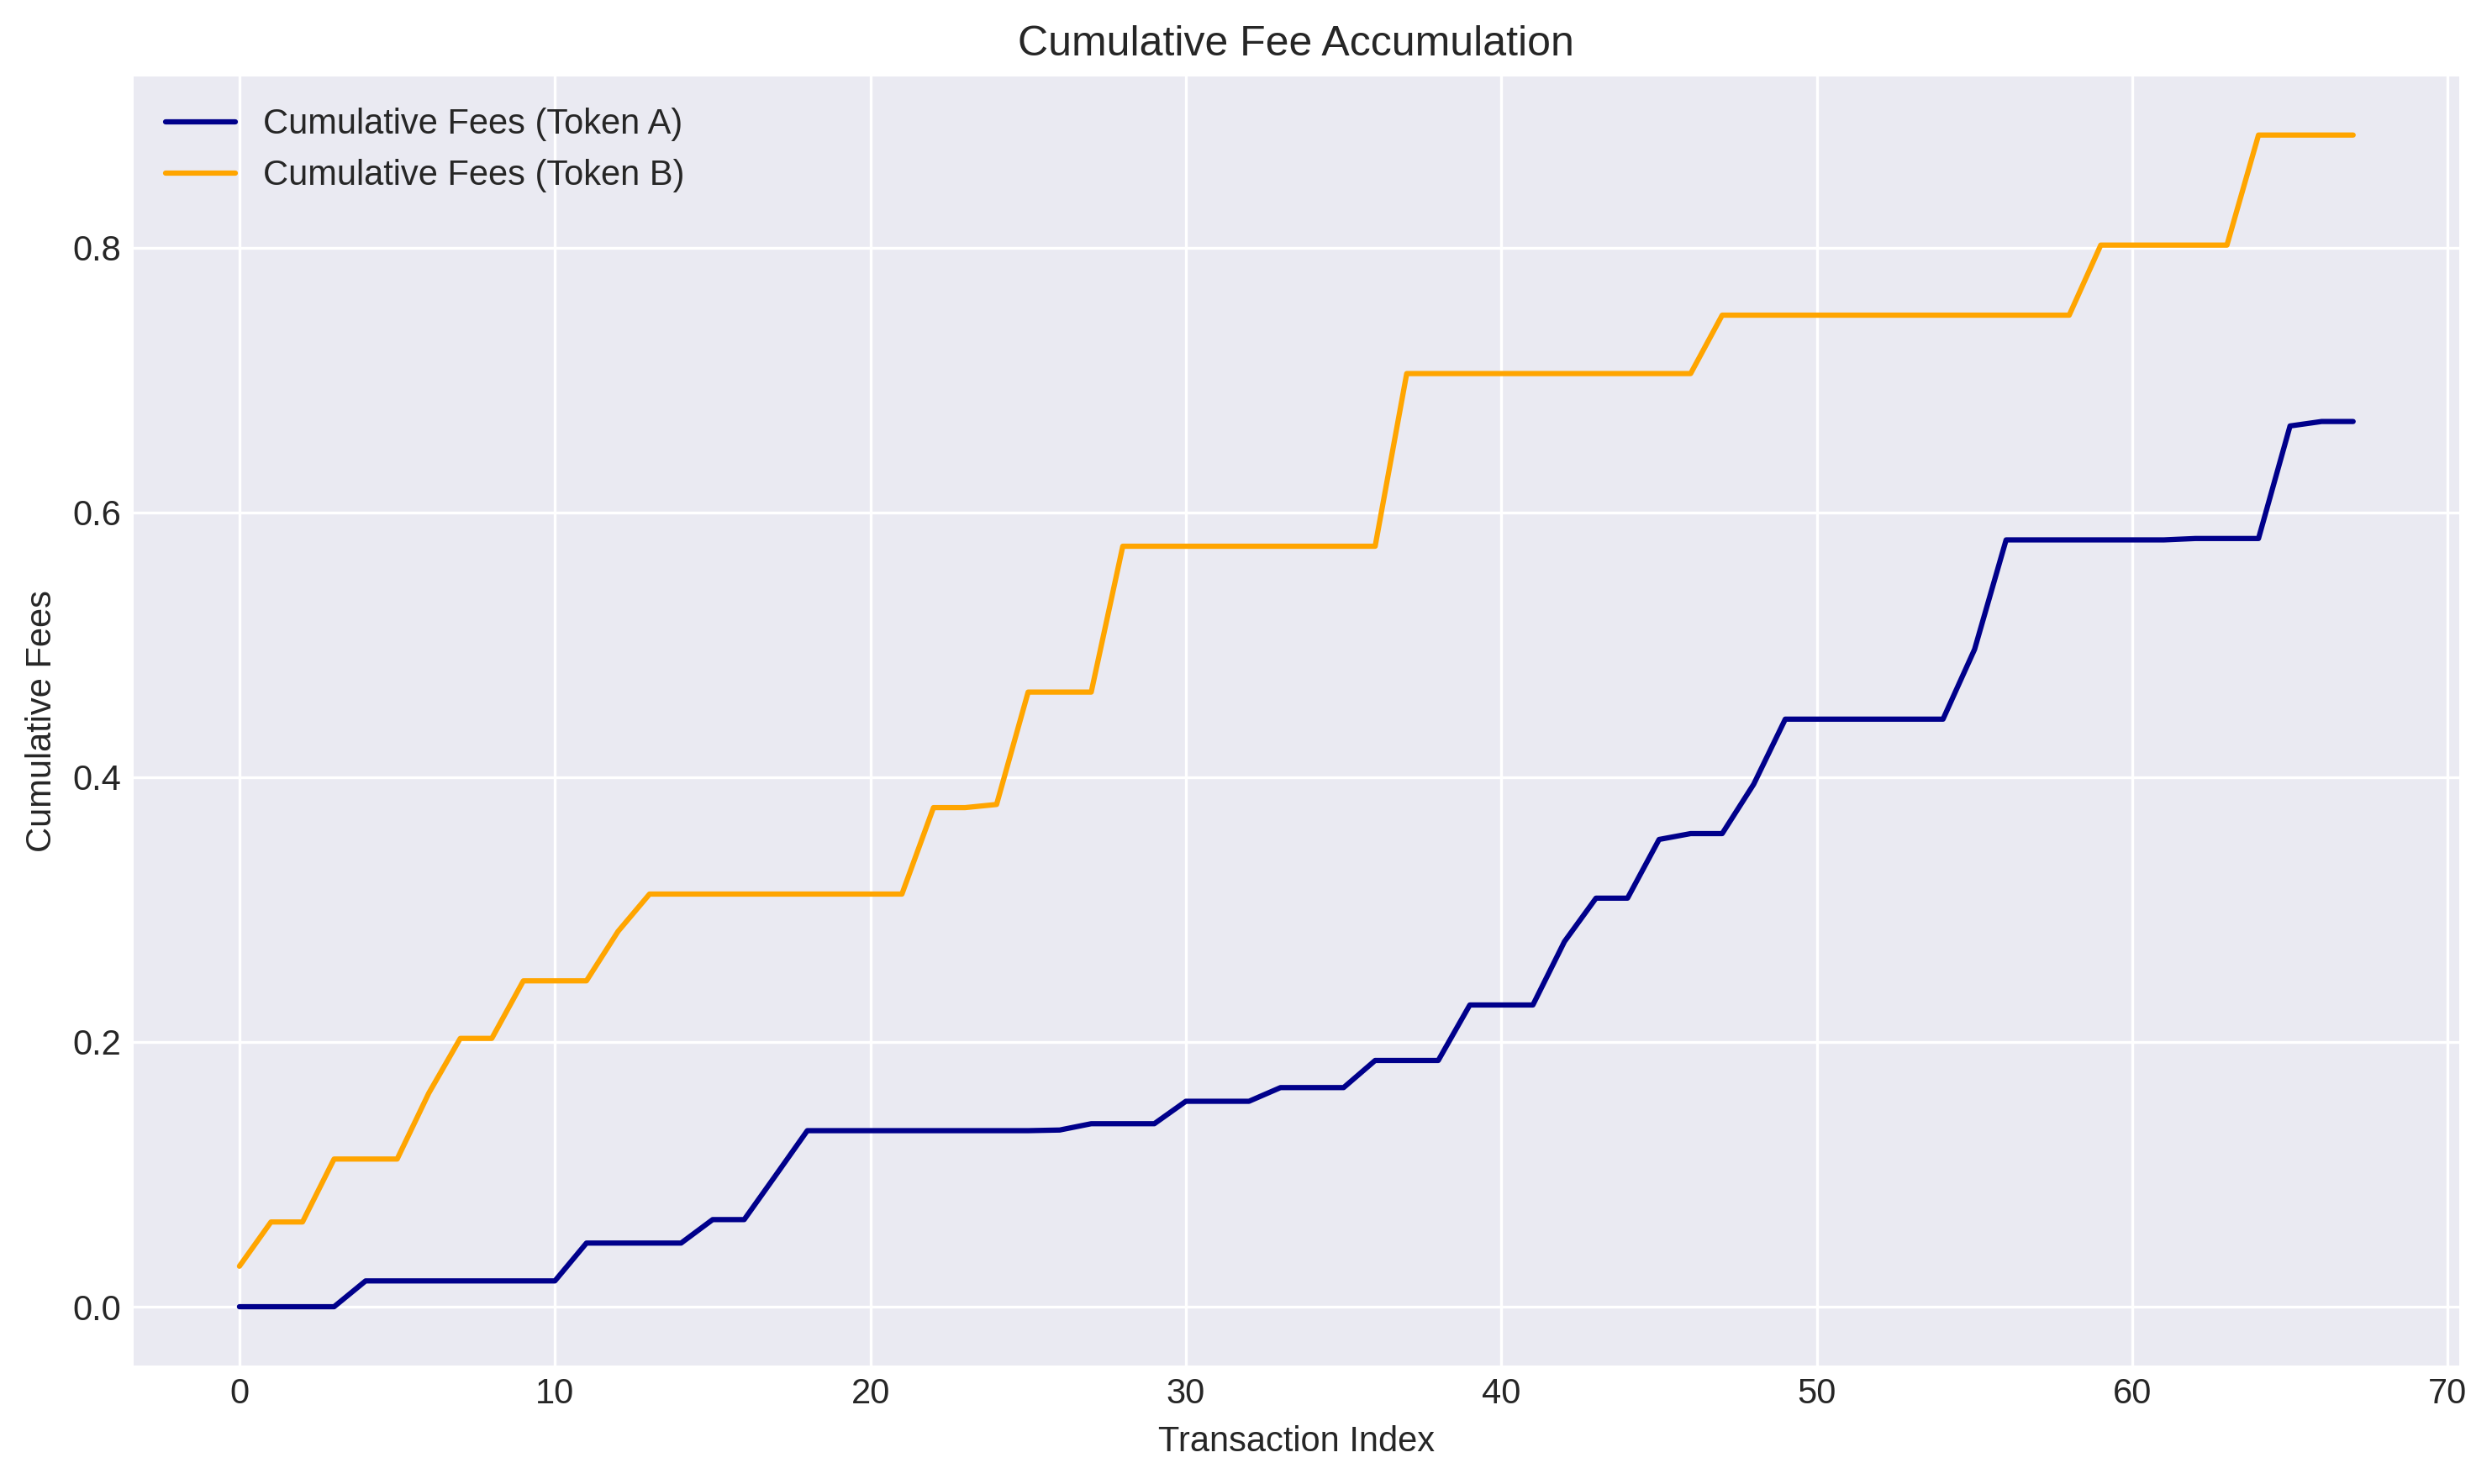 Cumulative Fee Accumulation
Cumulative Fees (Token A)
Cumulative Fees (Token B)
Cumulative Fees
0.8
0.6
0.4
0.2
0.0
0 10 20 30 40 50 60 70
Transaction Index